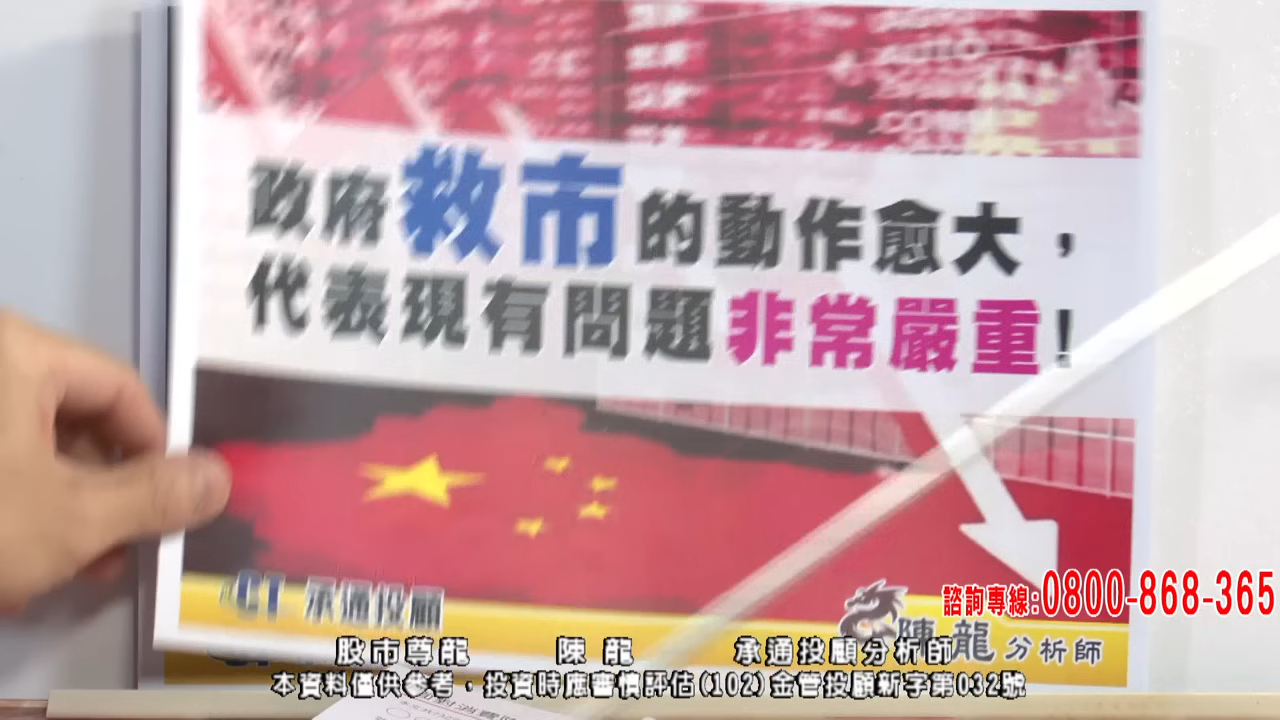 政府救市的動作愈大，
代表現有問題非常嚴重!
CT 承通投顧
諮詢專線:0800-868-365
陳龍分析師
股市尊龍 陳 龍 承通投顧分析師
本資料僅供參考，投資時應審慎評估(102)金管投顧新字第032號